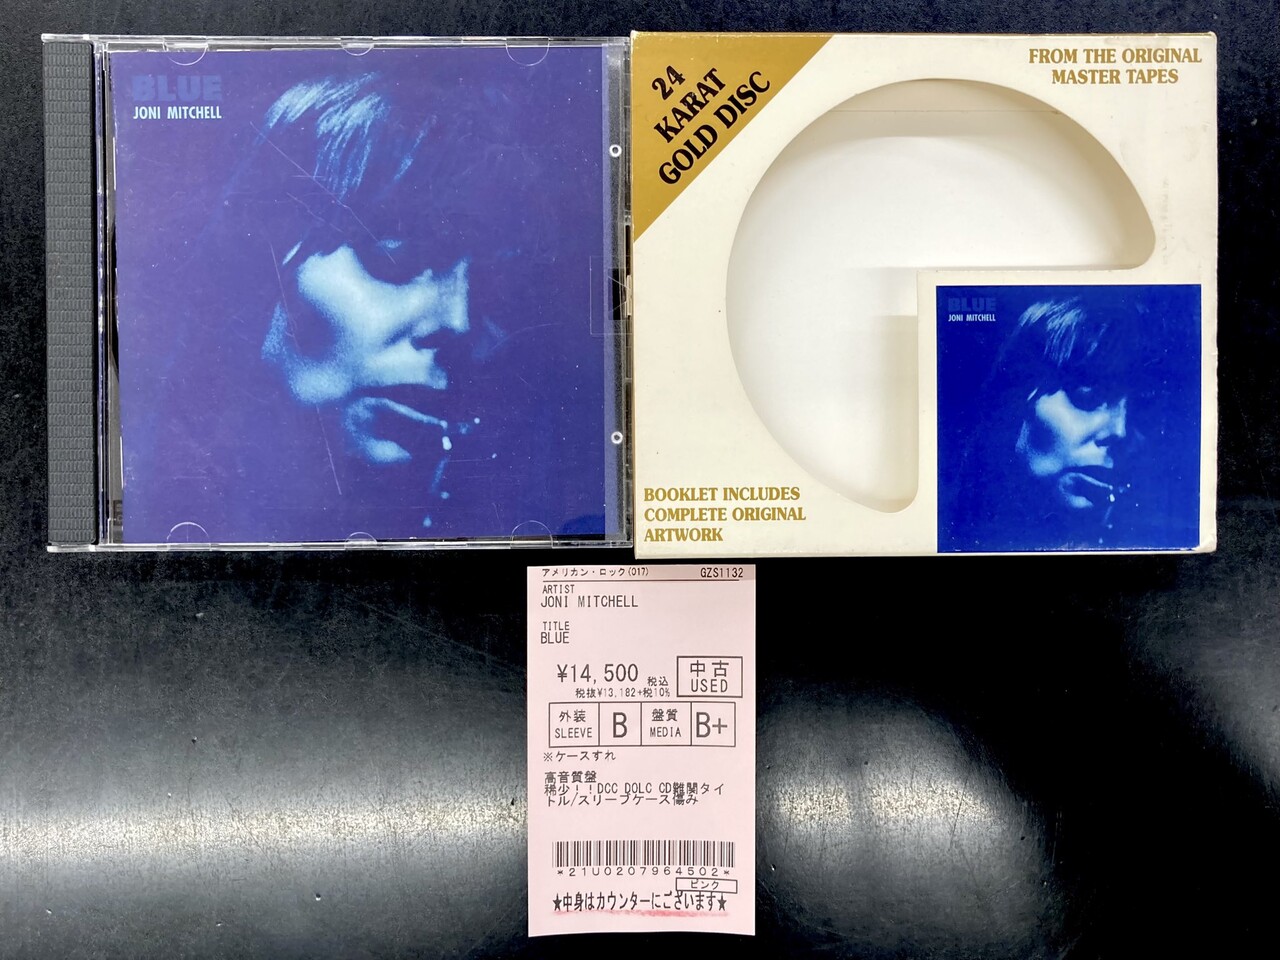 BLUE
JONI MITCHELL
24
KARAT
GOLD DISC
FROM THE ORIGINAL
MASTER TAPES
BLUE
JONI MITCHELL
BOOKLET INCLUDES
COMPLETE ORIGINAL
ARTWORK
アメリカン・ロック(017) GZS1132
ARTIST
JONI MITCHELL
TITLE
BLUE
¥14,500 税込
税抜¥13,182+税10%
中古
USED
外装 SLEEVE B 盤質 MEDIA B+
※ケースすれ
高音質盤
稀少！！DCC DOLC CD難関タイ
トル/スリーブケース傷み
*21U0207964502*
ピンク
★中身はカウンターにございます★